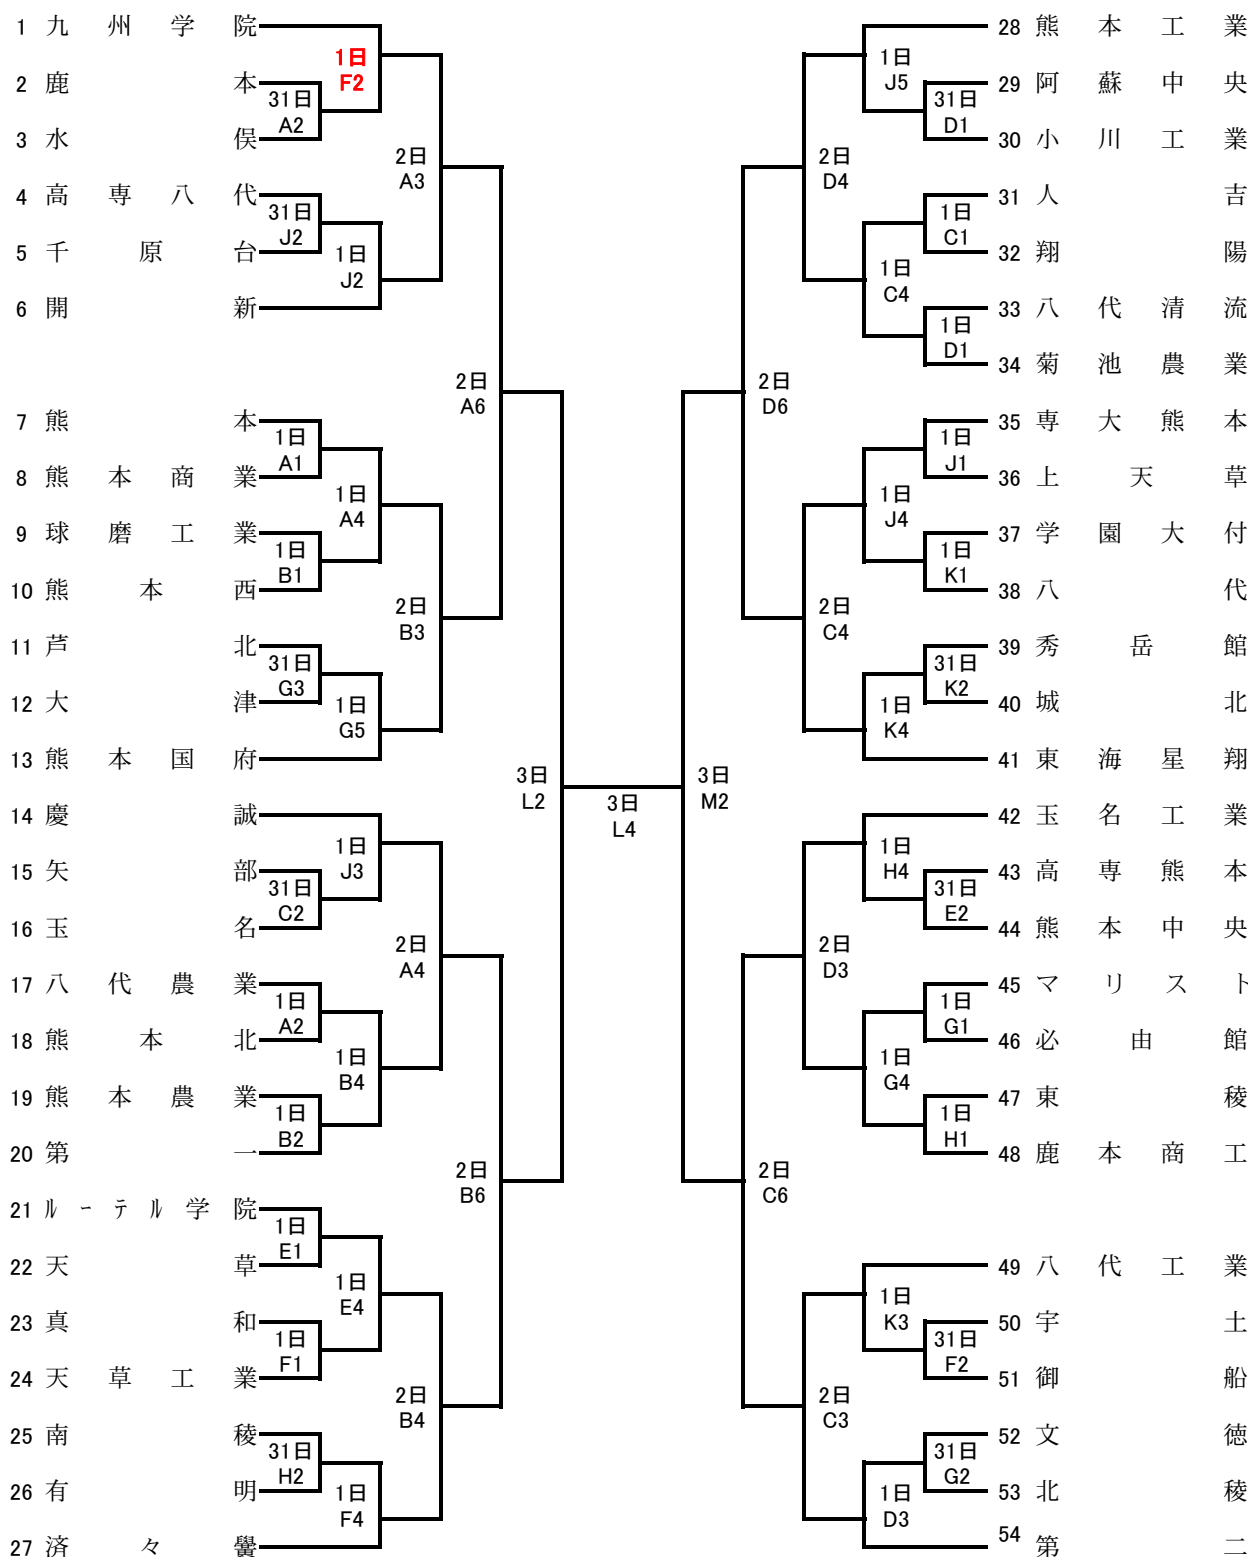 1 九州学院
1日
F2
2 鹿本
31日
A2
3 水俣
2日
A3
4 高専八代
31日
J2
5 千原台
1日
J2
6 開新
2日
A6
7 熊本
1日
A1
8 熊本商業
1日
A4
9 球磨工業
1日
B1
10 熊本西
2日
B3
11 芦北
31日
G3
12 大津
1日
G5
13 熊本国府
3日
L2
14 慶誠
1日
J3
15 矢部
31日
C2
16 玉名
2日
A4
17 八代農業
1日
A2
18 熊本北
1日
B4
19 熊本農業
1日
B2
20 第一
2日
B6
21 ルーテル学院
1日
E1
22 天草
1日
E4
23 真和
1日
F1
24 天草工業
2日
B4
25 南稜
31日
H2
26 有明
1日
F4
27 済々黌
3日
L4
28 熊本工業
1日
J5
29 阿蘇中央
31日
D1
30 小川工業
2日
D4
31 人吉
1日
C1
32 翔陽
1日
C4
33 八代清流
1日
D1
34 菊池農業
2日
D6
35 専大熊本
1日
J1
36 上天草
1日
J4
37 学園大付
1日
K1
38 八代
2日
C4
39 秀岳館
31日
K2
40 城北
1日
K4
41 東海星翔
3日
M2
42 玉名工業
1日
H4
43 高専熊本
31日
E2
44 熊本中央
2日
D3
45 マリスト
1日
G1
46 必由館
1日
G4
47 東稜
1日
H1
48 鹿本商工
2日
C6
49 八代工業
1日
K3
50 宇土
31日
F2
51 御船
2日
C3
52 文徳
31日
G2
53 北稜
1日
D3
54 第二